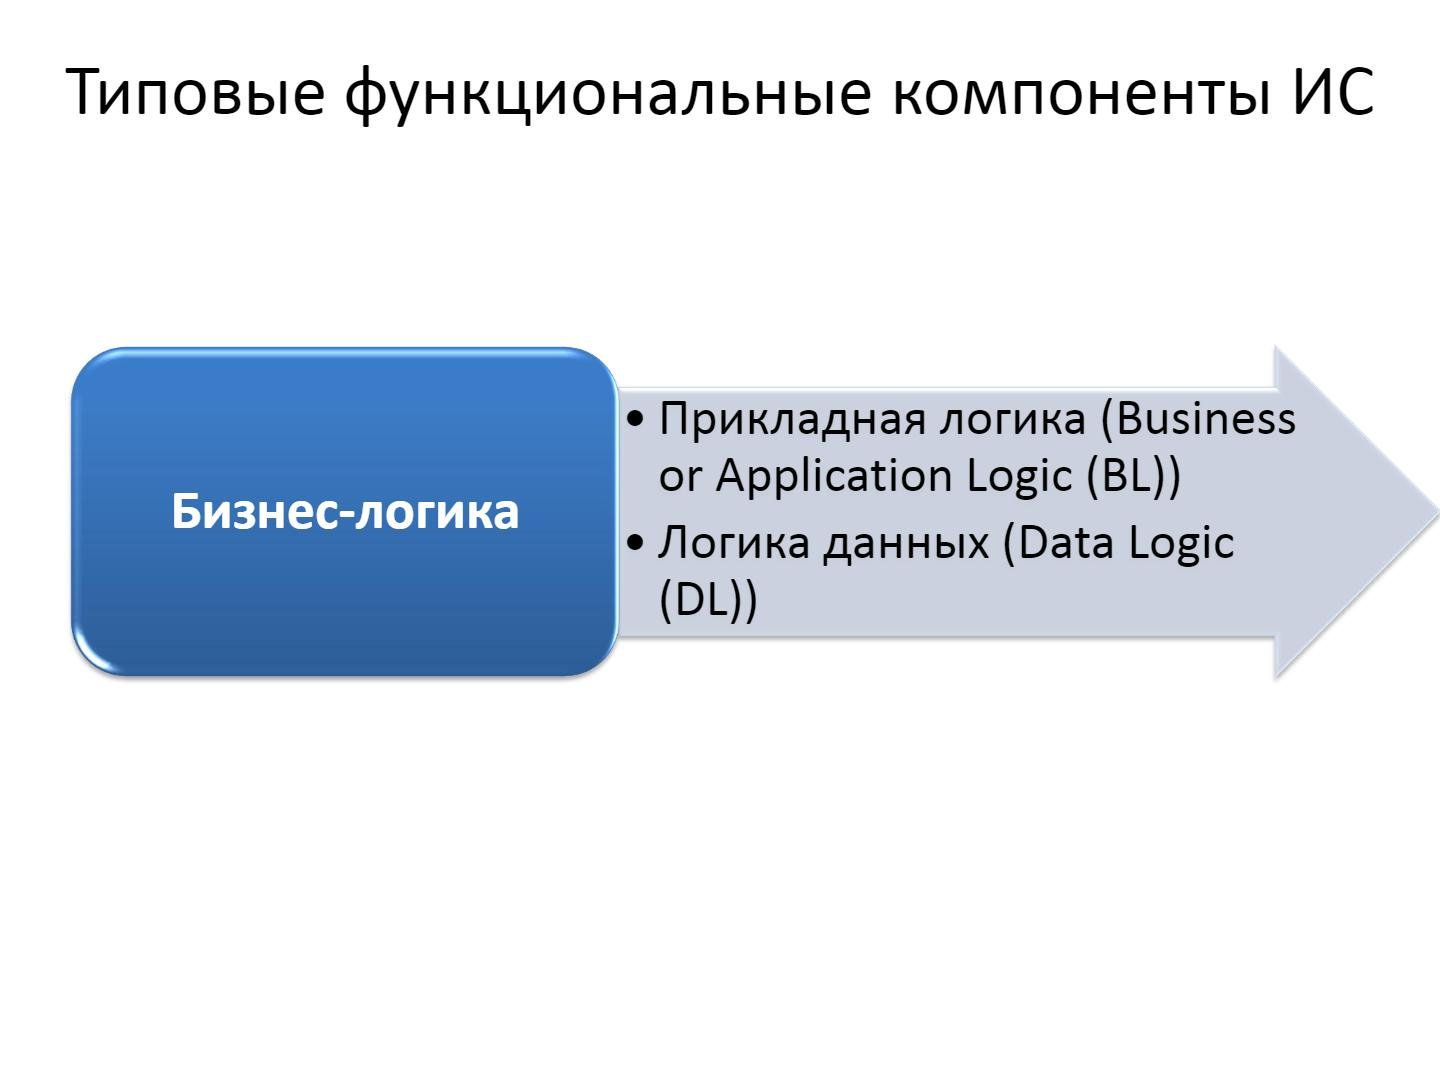 Типовые функциональные компоненты ИС
Бизнес-логика
• Прикладная логика (Business
or Application Logic (BL))
• Логика данных (Data Logic
(DL))